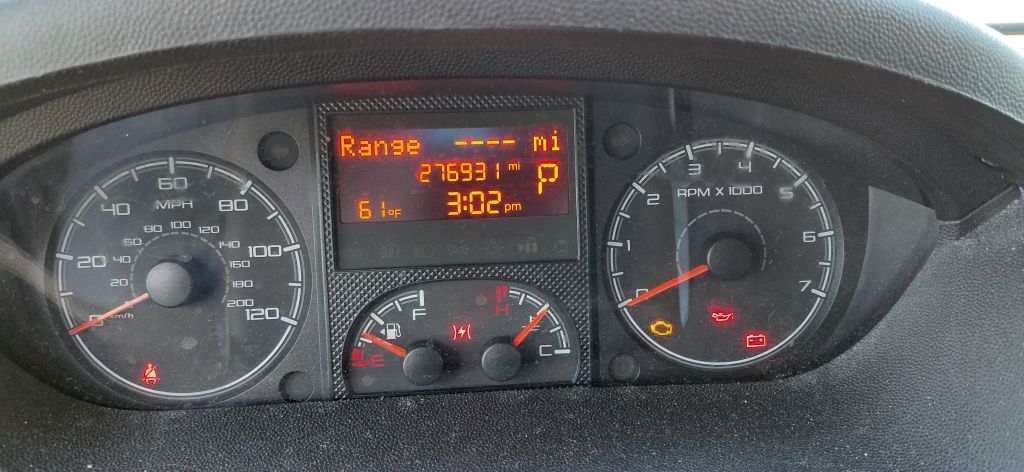 Range ---- mi
276931 mi
P
61°F 3:02 pm
MPH
0 20 40 60 80 100 120
km/h
20 40 60 80 100 120 140 160 180 200
RPM X 1000
0 1 2 3 4 5 6 7
F
E
H
C